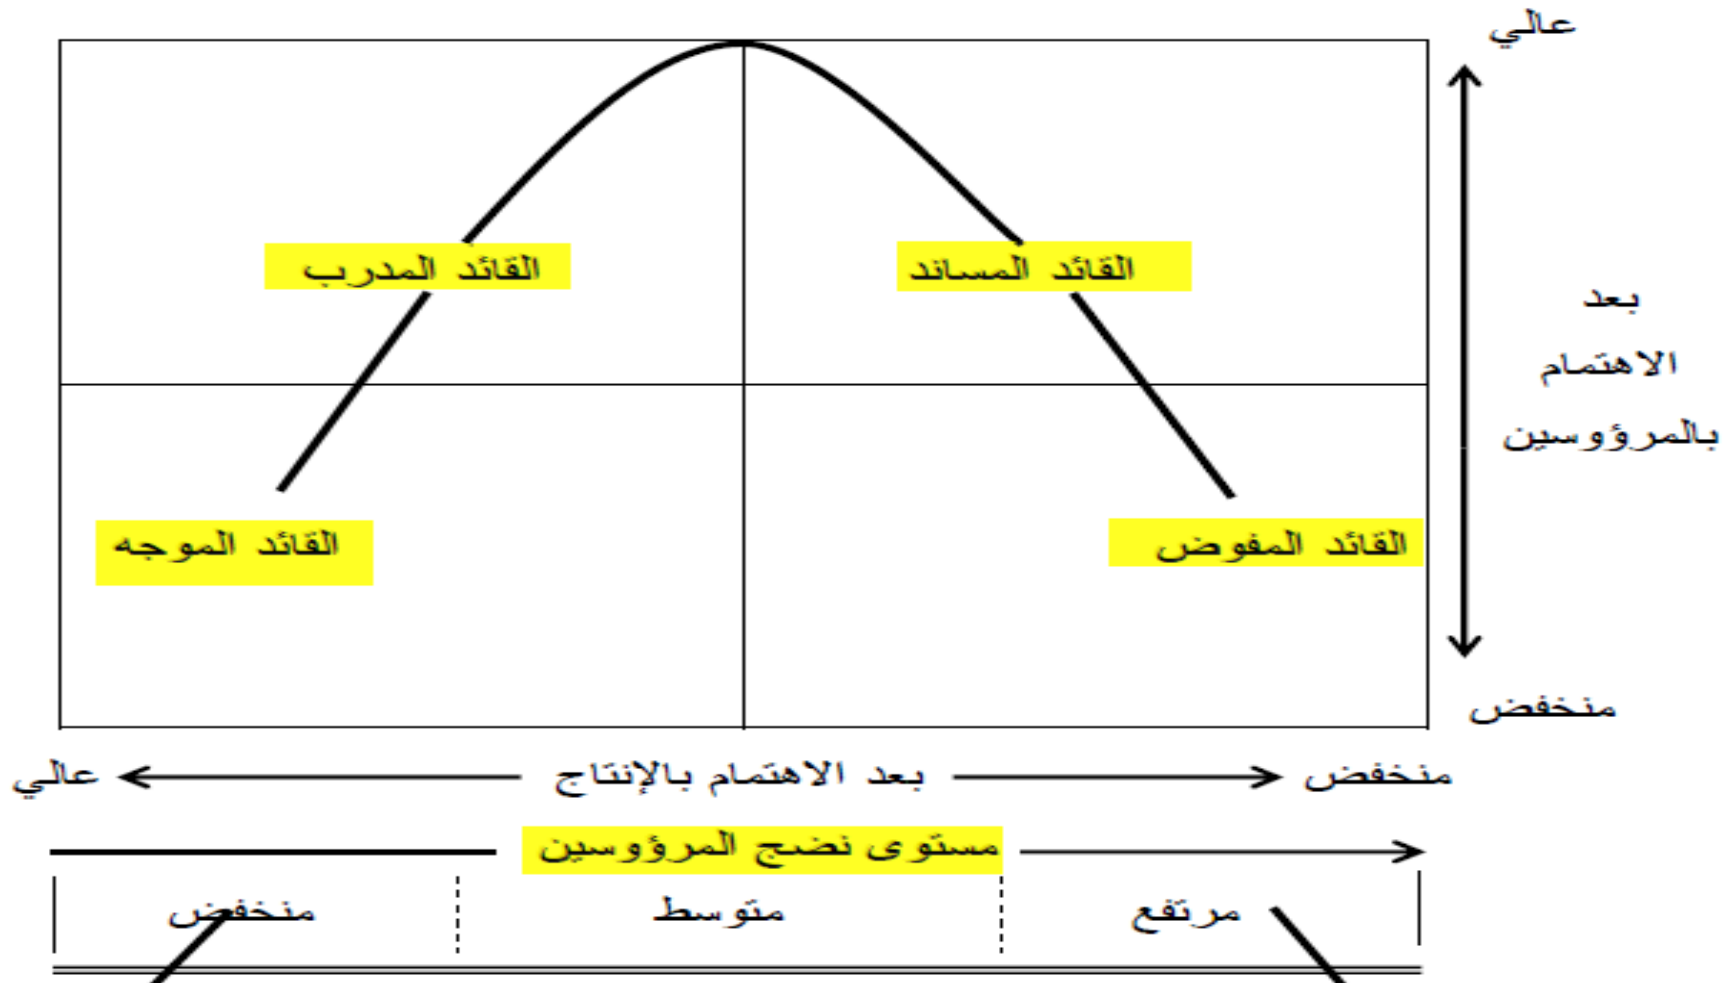 عالي
القائد المساند
القائد المدرب
بعد
الاهتمام
بالمرؤوسين
القائد المفوض
القائد الموجه
منخفض
منخفض
بعد الاهتمام بالإنتاج
عالي
مستوى نضج المرؤوسين
مرتفع
متوسط
منخفض